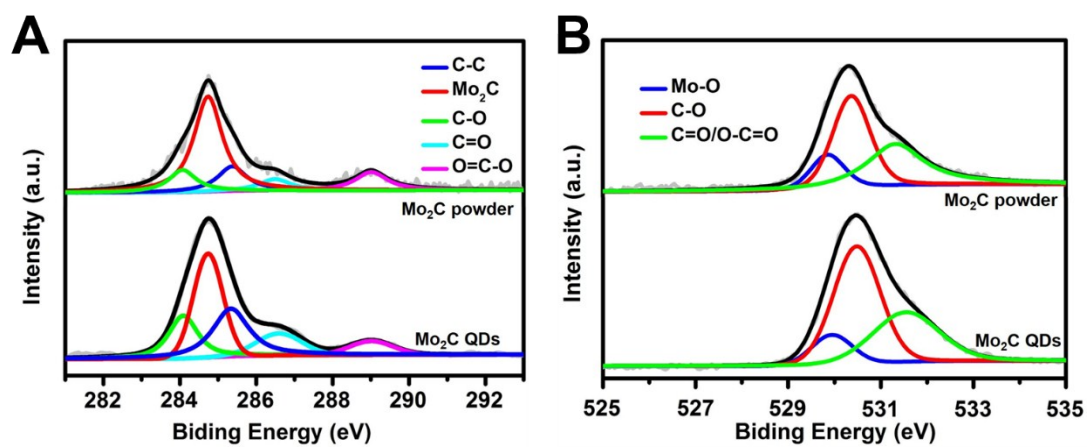 A
C-C
Mo₂C
C-O
C=O
O=C-O
Mo₂C powder
Mo₂C QDs
Intensity (a.u.)
282 284 286 288 290 292
Biding Energy (eV)
B
Mo-O
C-O
C=O/O-C=O
Mo₂C powder
Mo₂C QDs
Intensity (a.u.)
525 527 529 531 533 535
Biding Energy (eV)